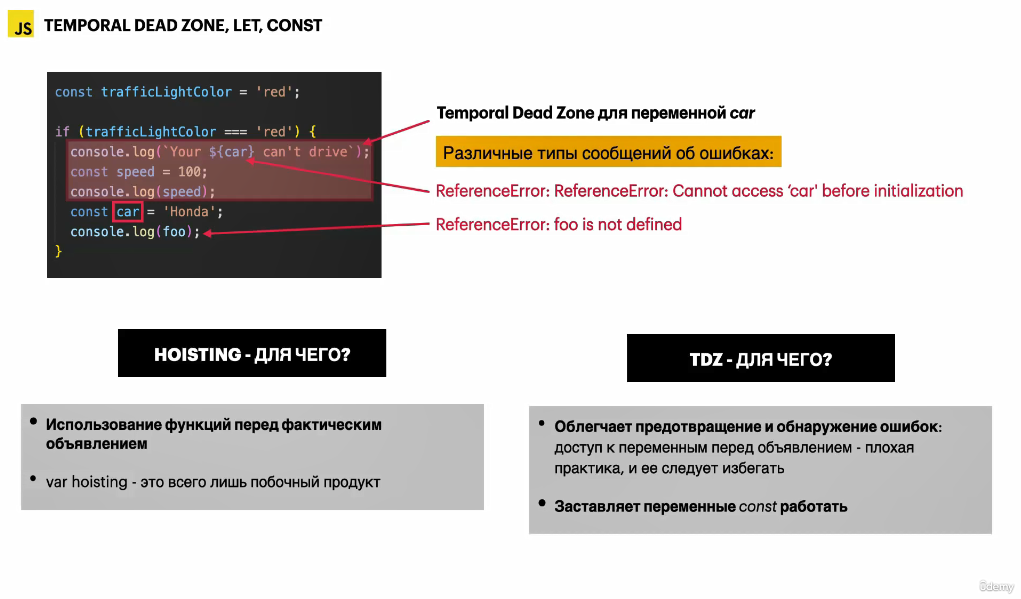 JS
TEMPORAL DEAD ZONE, LET, CONST
const trafficLightColor = 'red';
if (trafficLightColor === 'red') {
console.log(`Your ${car} can't drive`);
const speed = 100;
console.log(speed);
const car = 'Honda';
console.log(foo);
}
Temporal Dead Zone для переменной car
Различные типы сообщений об ошибках:
ReferenceError: ReferenceError: Cannot access ‘car' before initialization
ReferenceError: foo is not defined
HOISTING - ДЛЯ ЧЕГО?
• Использование функций перед фактическим
объявлением
• var hoisting - это всего лишь побочный продукт
TDZ - ДЛЯ ЧЕГО?
• Облегчает предотвращение и обнаружение ошибок:
доступ к переменным перед объявлением - плохая
практика, и ее следует избегать
• Заставляет переменные const работать
ûdemy